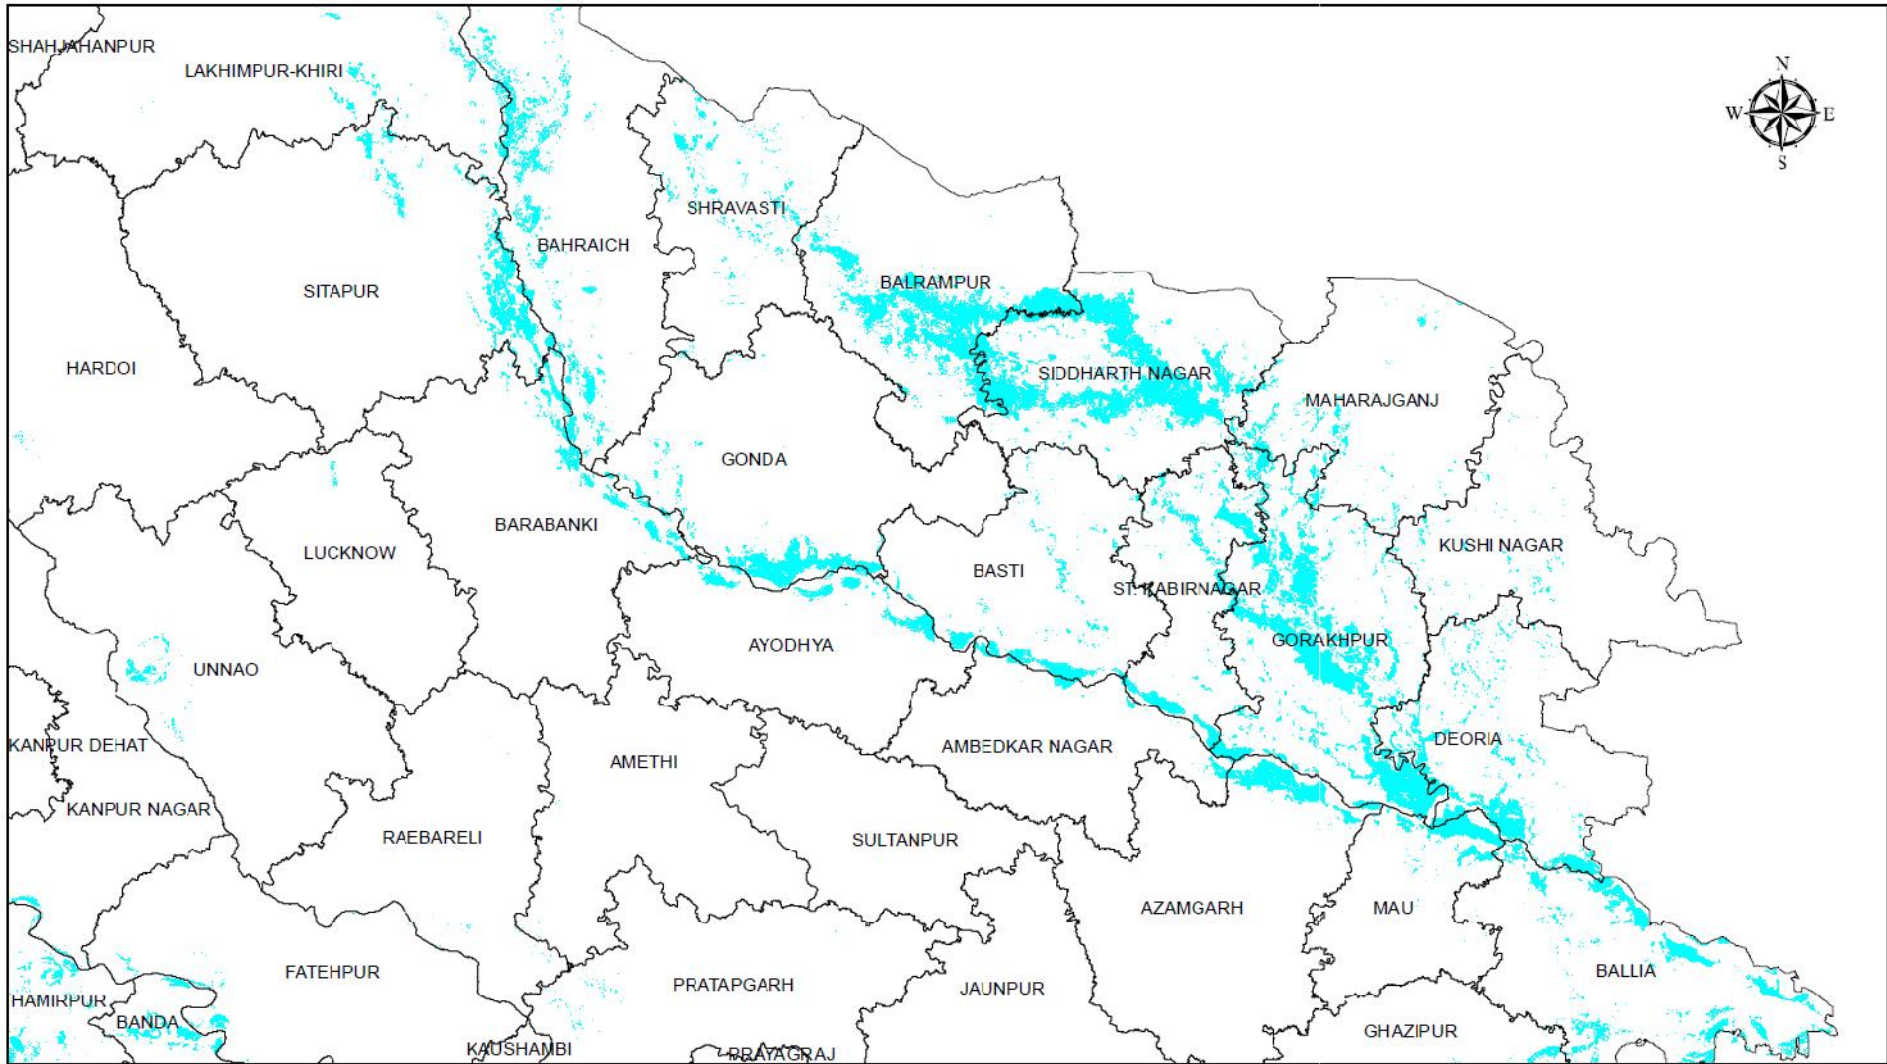 SHAHJAHANPUR
LAKHIMPUR-KHIRI
N
W
E
S
SHRAVASTI
BAHRAICH
SITAPUR
BALRAMPUR
HARDOI
SIDDHARTH NAGAR
MAHARAJGANJ
GONDA
BARABANKI
LUCKNOW
KUSHI NAGAR
BASTI
ST. KABIRNAGAR
AYODHYA
GORAKHPUR
UNNAO
KANPUR DEHAT
AMETHI
AMBEDKAR NAGAR
DEORIA
KANPUR NAGAR
RAEBARELI
SULTANPUR
AZAMGARH
MAU
FATEHPUR
PRATAPGARH
JAUNPUR
BALLIA
HAMIRPUR
BANDA
GHAZIPUR
KAUSHAMBI
PRAYAGRAJ